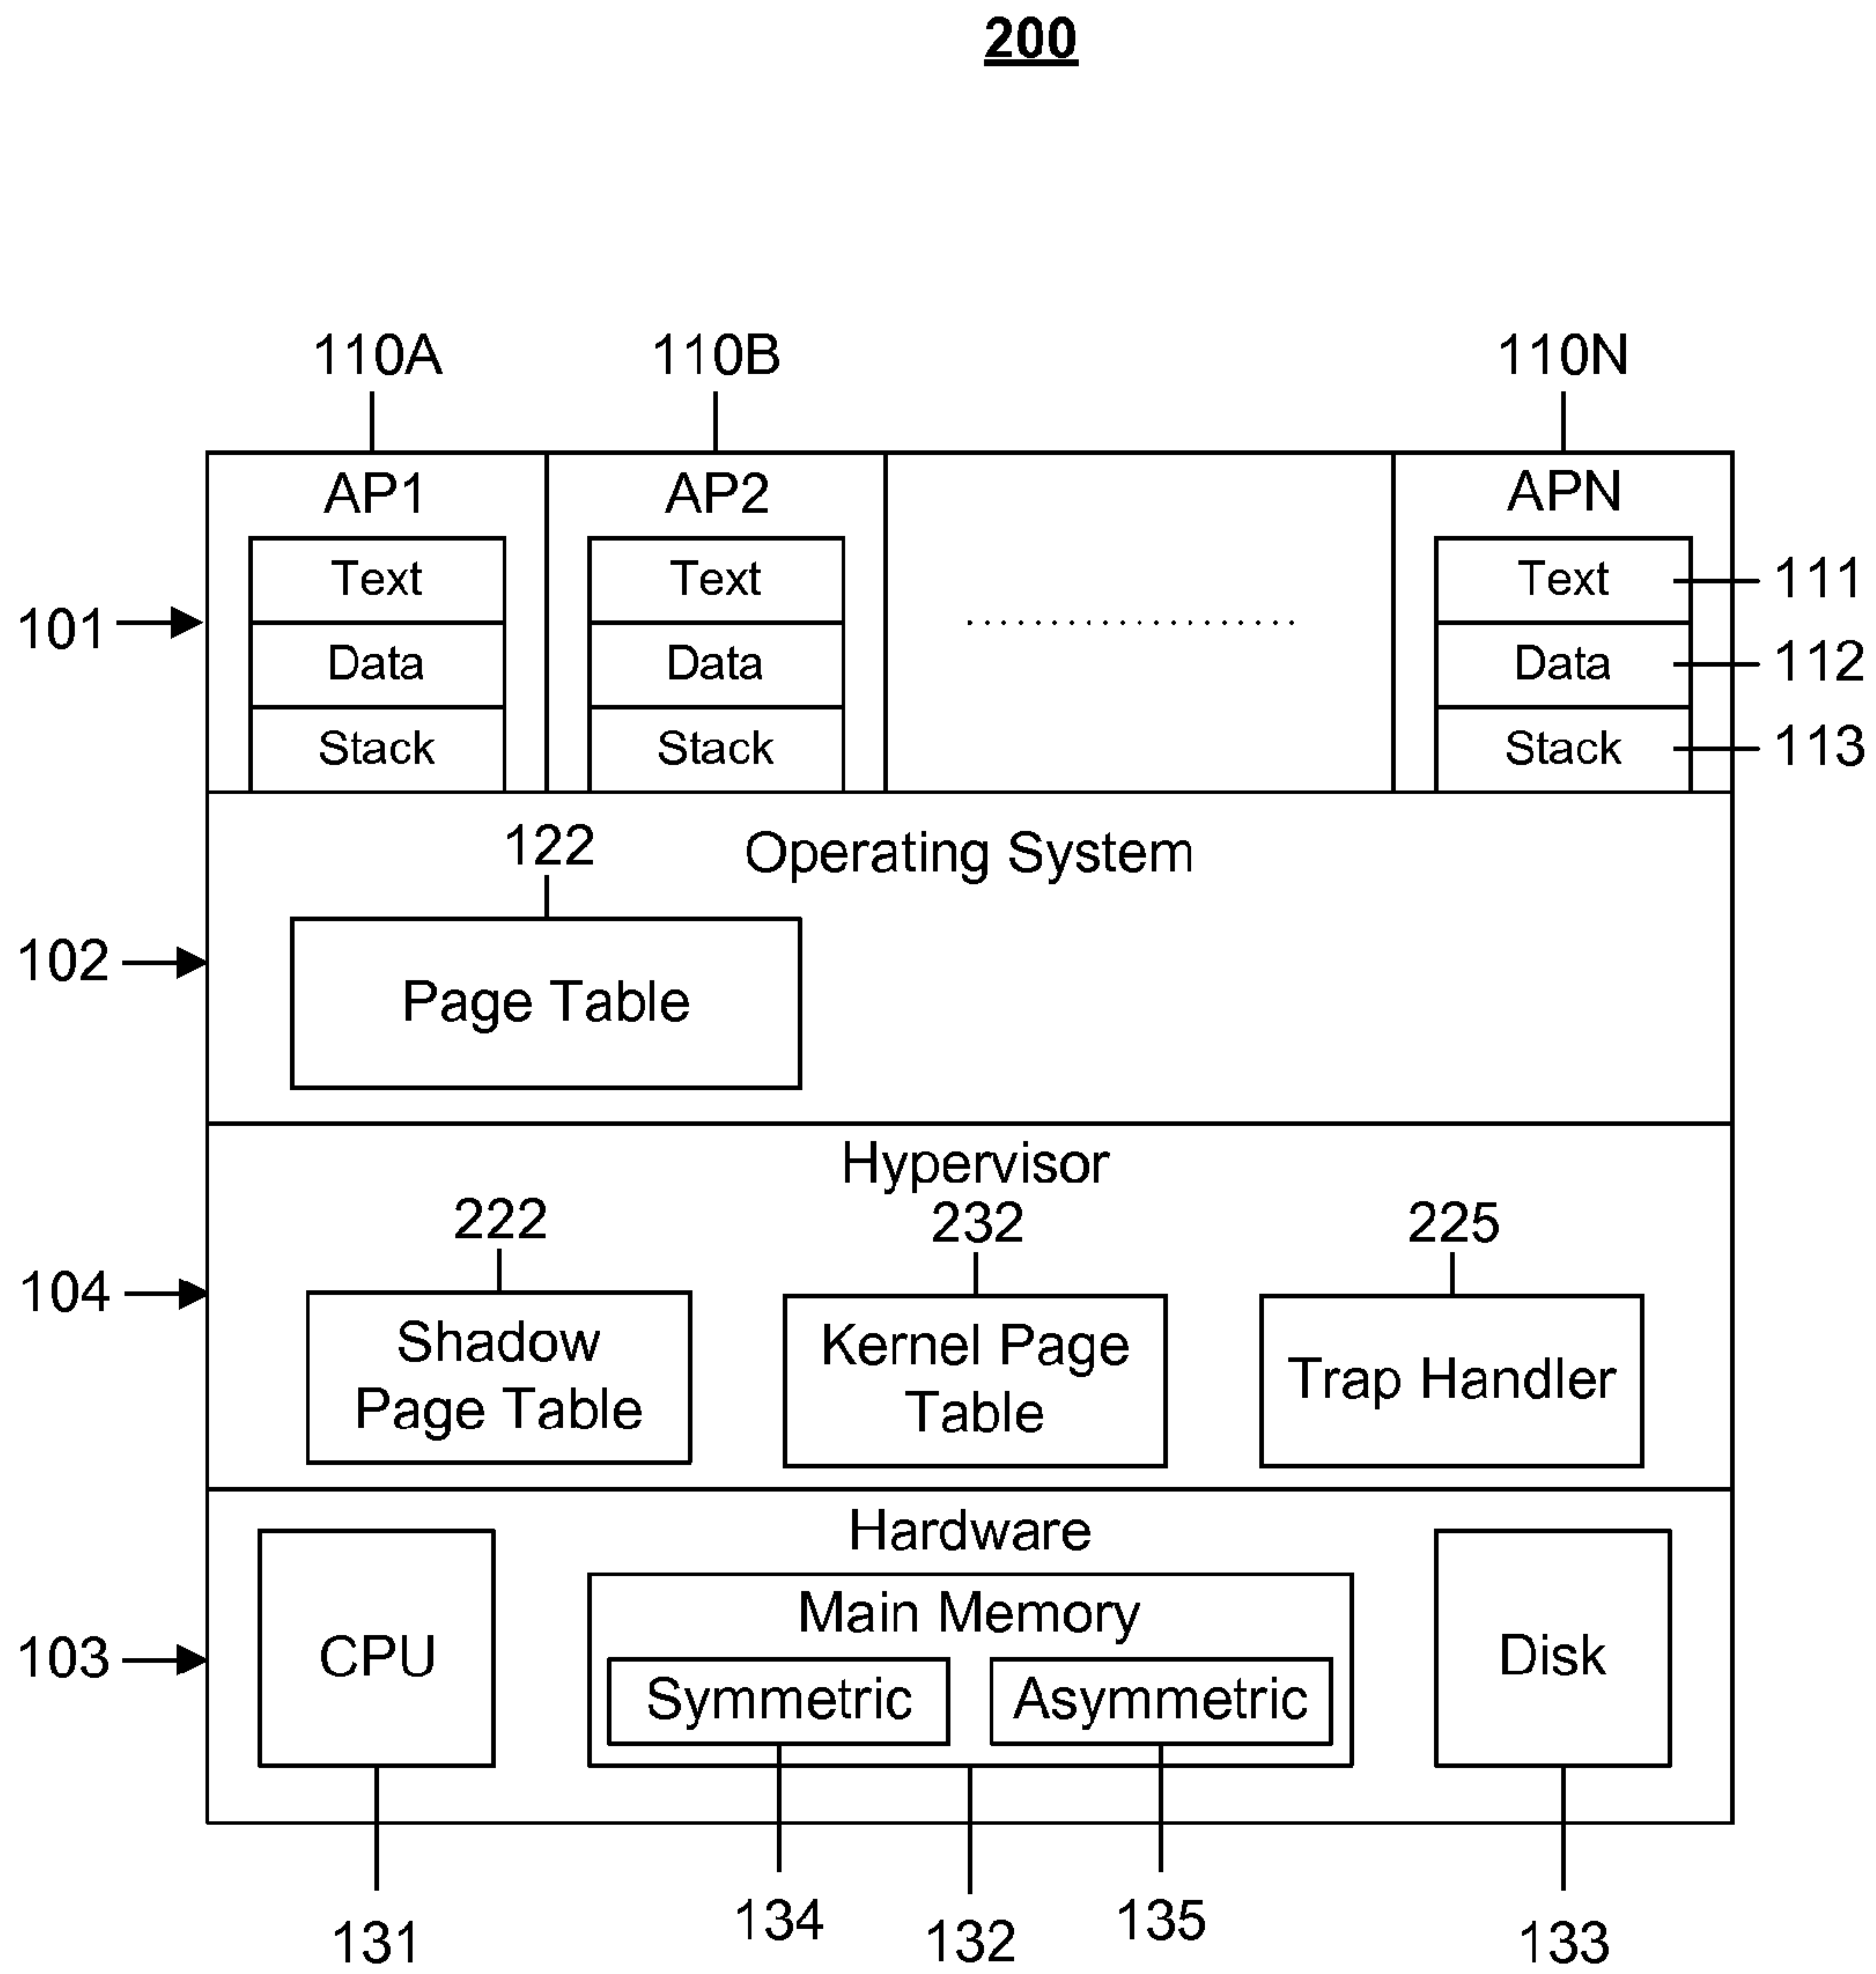 200
110A 110B 110N
AP1 AP2 APN
Text Text Text 111
101
Data Data Data 112
Stack Stack Stack 113
122 Operating System
102
Page Table
Hypervisor
222 232 225
104
Shadow
Page Table
Kernel Page
Table
Trap Handler
Hardware
Main Memory
103
CPU
Symmetric Asymmetric
Disk
134 135
131 132 133